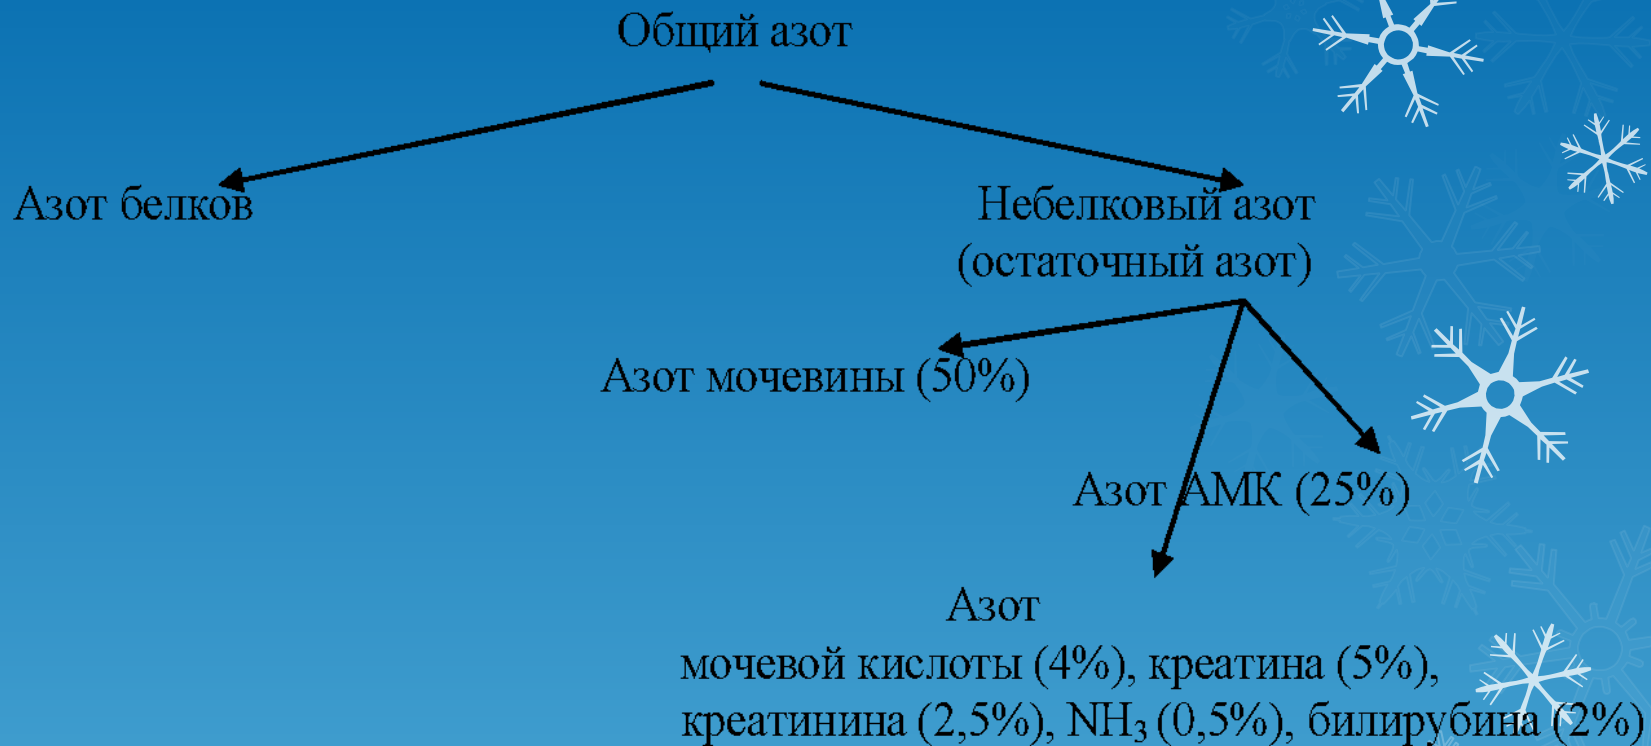 Общий азот
Азот белков
Небелковый азот
(остаточный азот)
Азот мочевины (50%)
Азот АМК (25%)
Азот
мочевой кислоты (4%), креатина (5%),
креатинина (2,5%), NH₃ (0,5%), билирубина (2%)